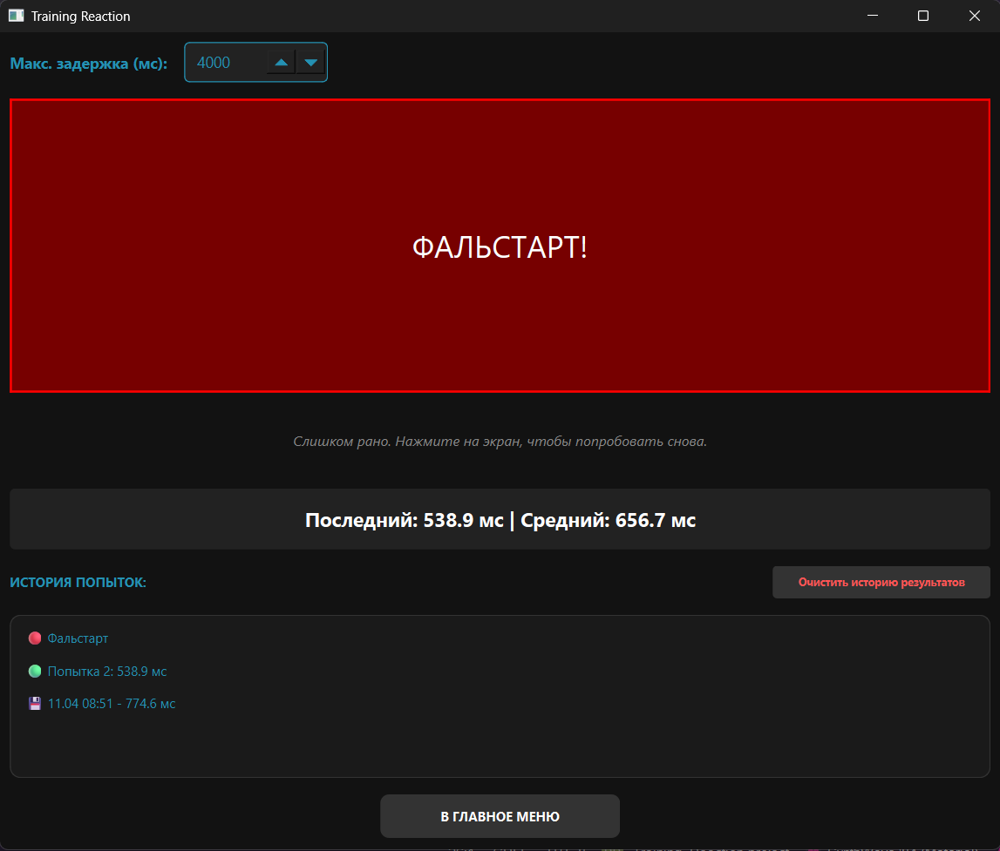 Training Reaction
Макс. задержка (мс): 4000
ФАЛЬСТАРТ!
Слишком рано. Нажмите на экран, чтобы попробовать снова.
Последний: 538.9 мс | Средний: 656.7 мс
ИСТОРИЯ ПОПЫТОК:
Очистить историю результатов
Фальстарт
Попытка 2: 538.9 мс
11.04 08:51 - 774.6 мс
В ГЛАВНОЕ МЕНЮ